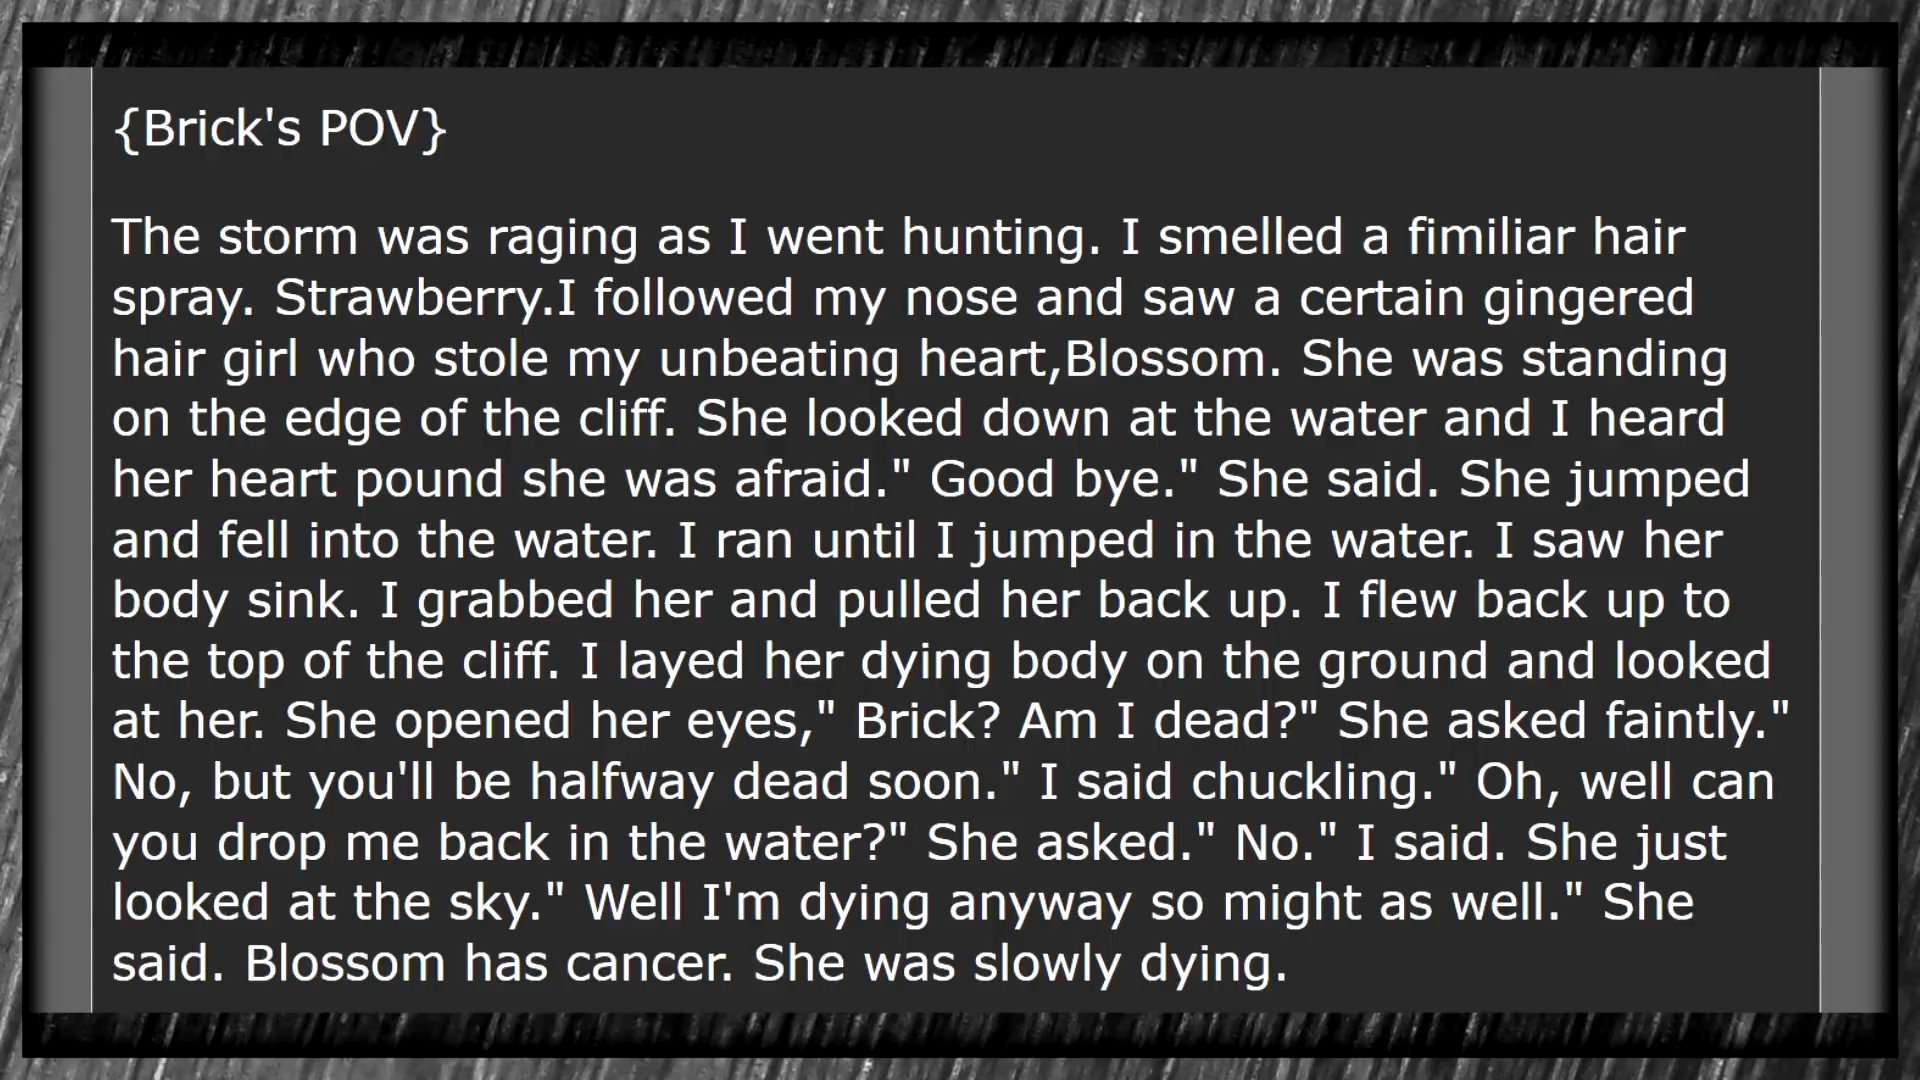 {Brick's POV}
The storm was raging as I went hunting. I smelled a fimiliar hair
spray. Strawberry.I followed my nose and saw a certain gingered
hair girl who stole my unbeating heart,Blossom. She was standing
on the edge of the cliff. She looked down at the water and I heard
her heart pound she was afraid." Good bye." She said. She jumped
and fell into the water. I ran until I jumped in the water. I saw her
body sink. I grabbed her and pulled her back up. I flew back up to
the top of the cliff. I layed her dying body on the ground and looked
at her. She opened her eyes," Brick? Am I dead?" She asked faintly."
No, but you'll be halfway dead soon." I said chuckling." Oh, well can
you drop me back in the water?" She asked." No." I said. She just
looked at the sky." Well I'm dying anyway so might as well." She
said. Blossom has cancer. She was slowly dying.